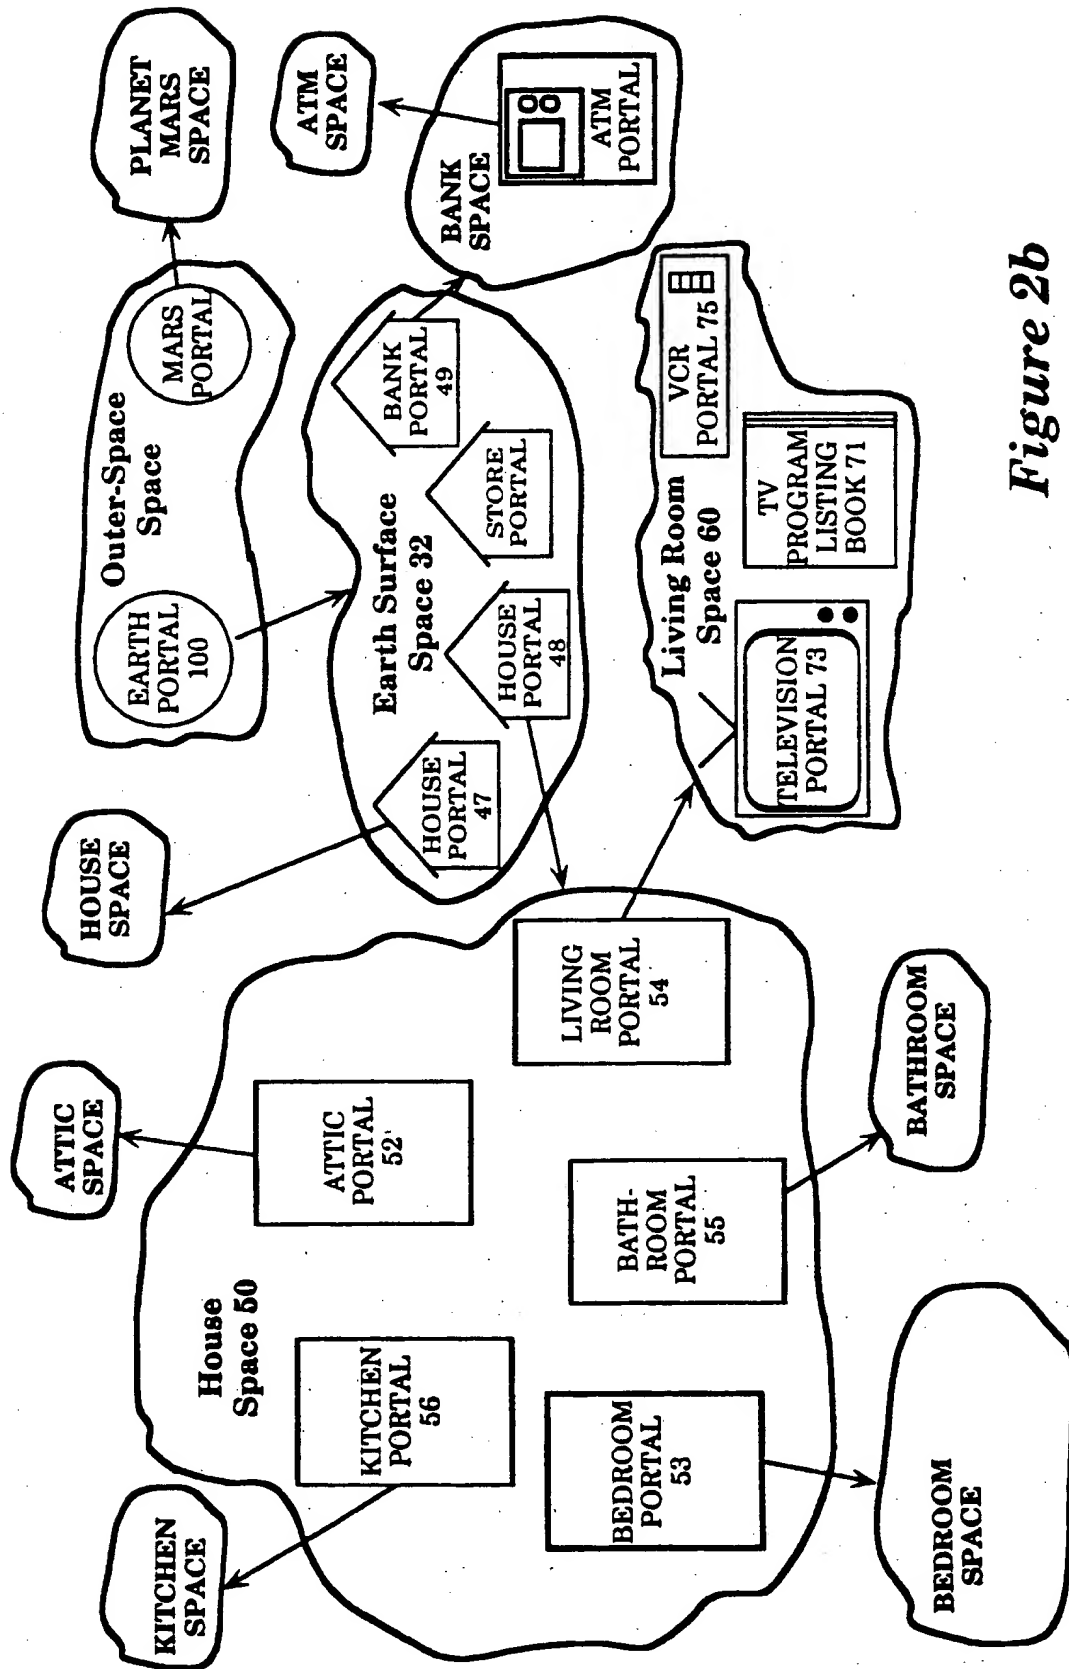 KITCHEN
SPACE
ATTIC
SPACE
HOUSE
SPACE
PLANET
MARS
SPACE
ATM
SPACE
Outer-Space
Space
EARTH
PORTAL
100
MARS
PORTAL
House
Space 50
KITCHEN
PORTAL
56
ATTIC
PORTAL
52
BEDROOM
PORTAL
53
BATH-
ROOM
PORTAL
55
LIVING
ROOM
PORTAL
54
Earth Surface
Space 32
HOUSE
PORTAL
47
HOUSE
PORTAL
48
STORE
PORTAL
BANK
PORTAL
49
BANK
SPACE
ATM
PORTAL
Living Room
Space 60
TELEVISION
PORTAL 73
TV
PROGRAM
LISTING
BOOK 71
VCR
PORTAL 75
BEDROOM
SPACE
BATHROOM
SPACE
Figure 2b